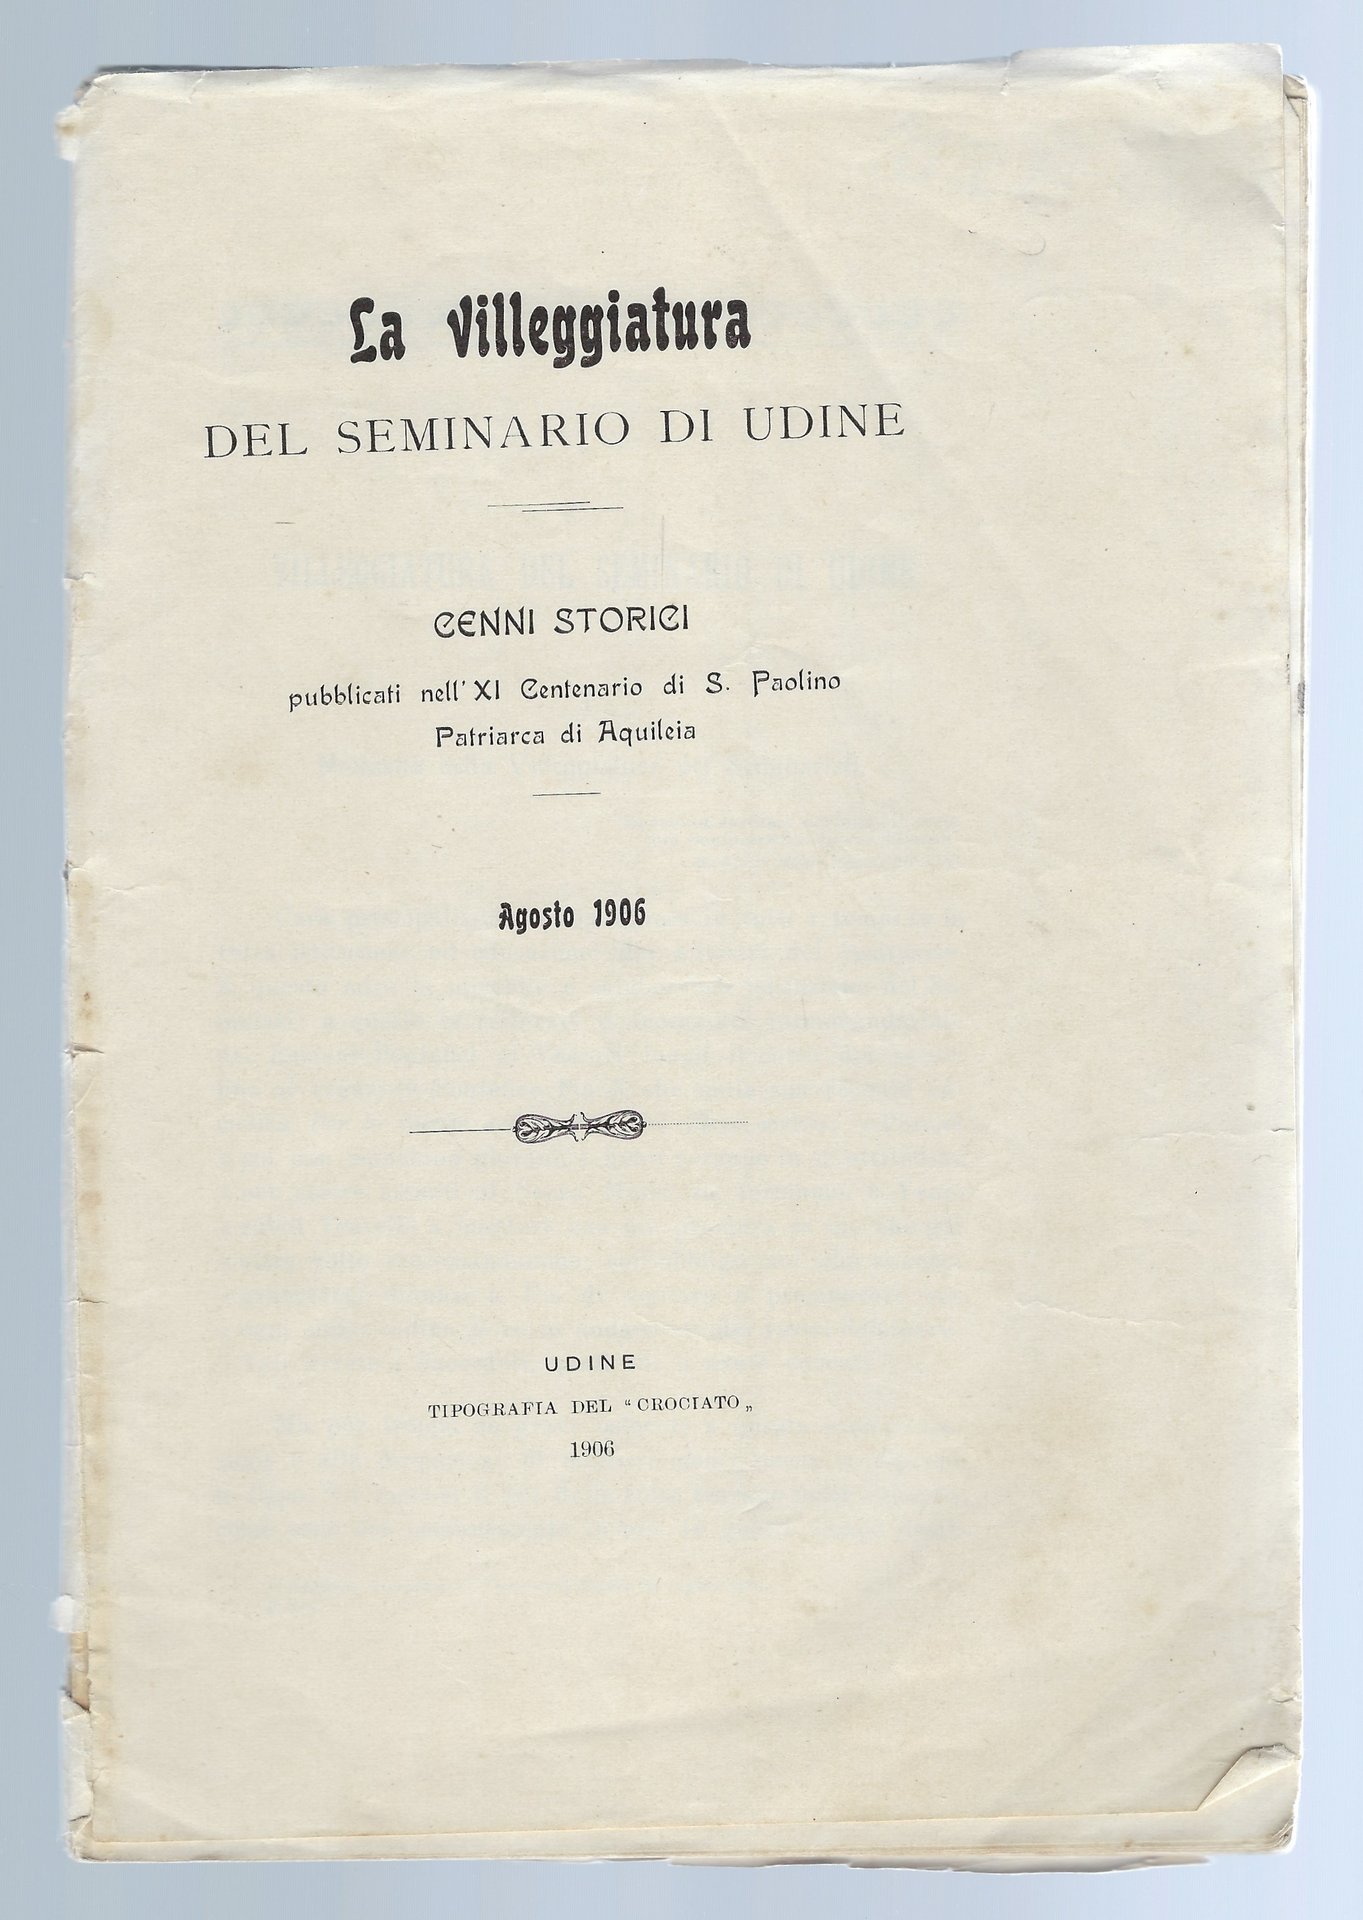 La Villeggiatura
DEL SEMINARIO DI UDINE
CENNI STORICI
pubblicati nell' XI Centenario di S. Paolino
Patriarca di Aquileia
Agosto 1906
UDINE
TIPOGRAFIA DEL “CROCIATO„
1906